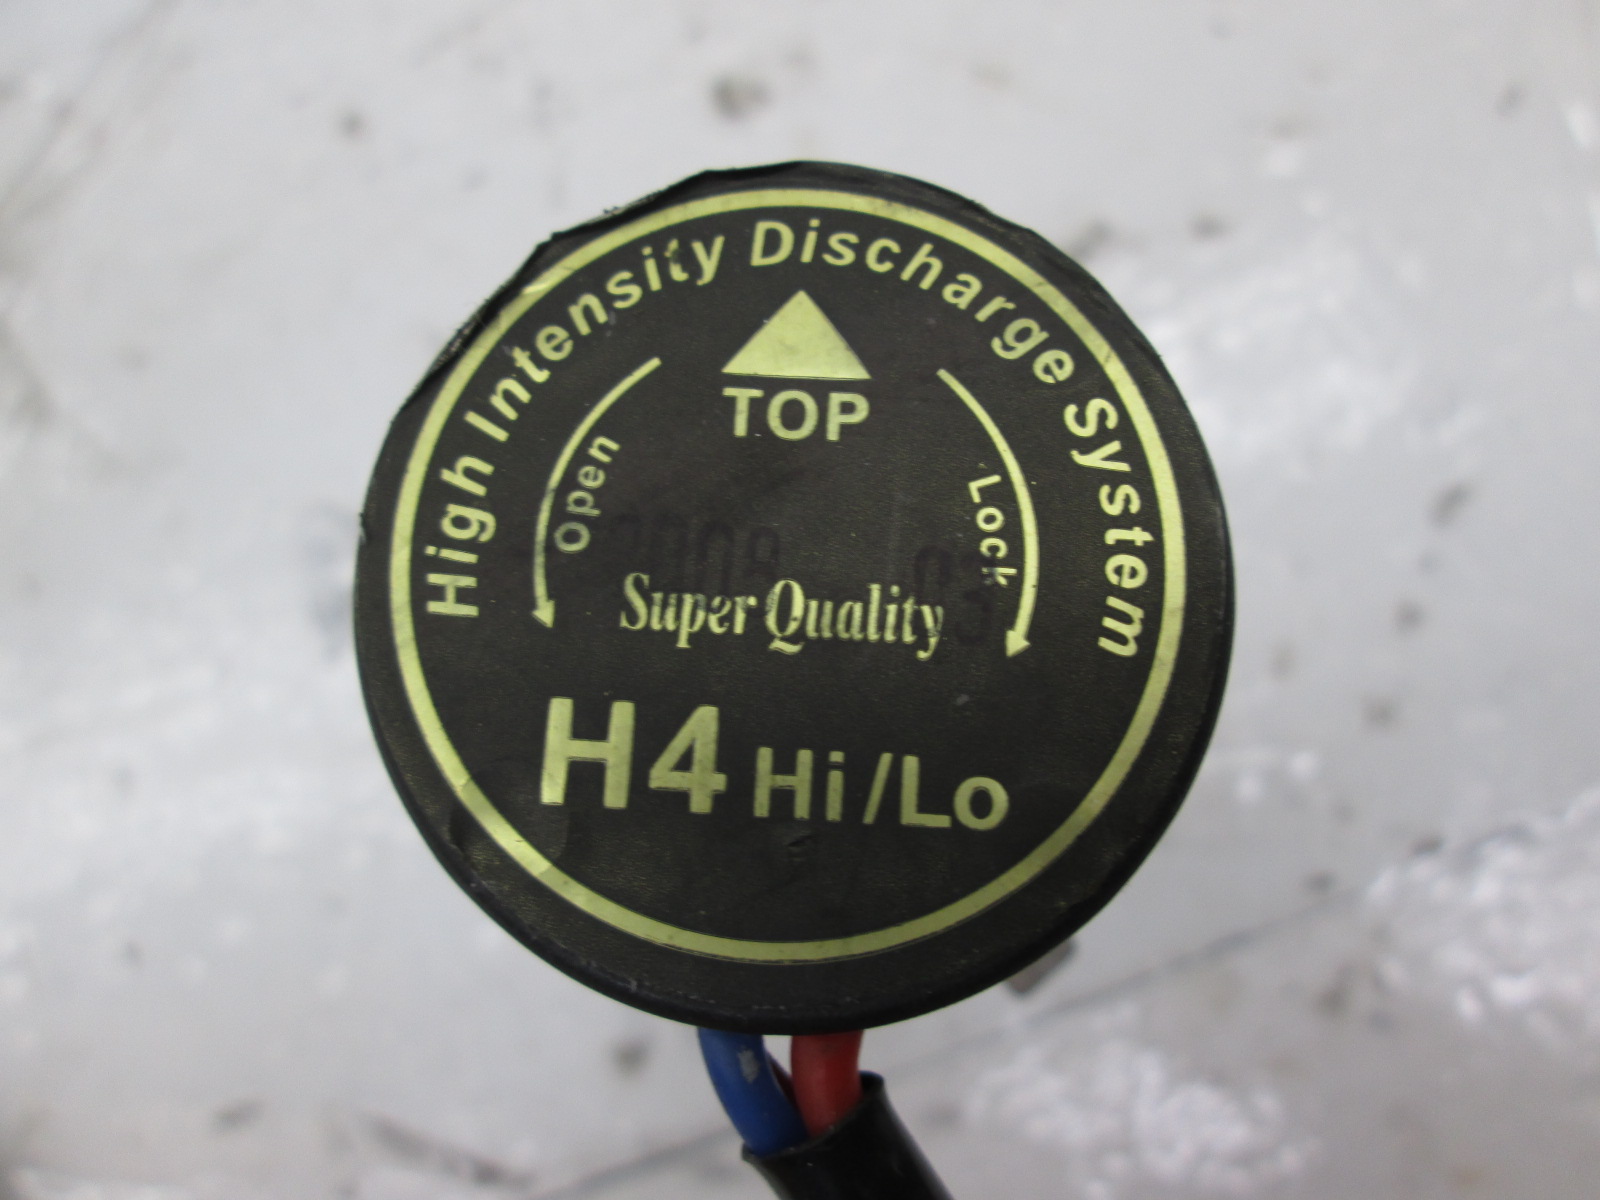 High Intensity Discharge System
TOP
Open
Lock
Super Quality
H4 Hi/Lo